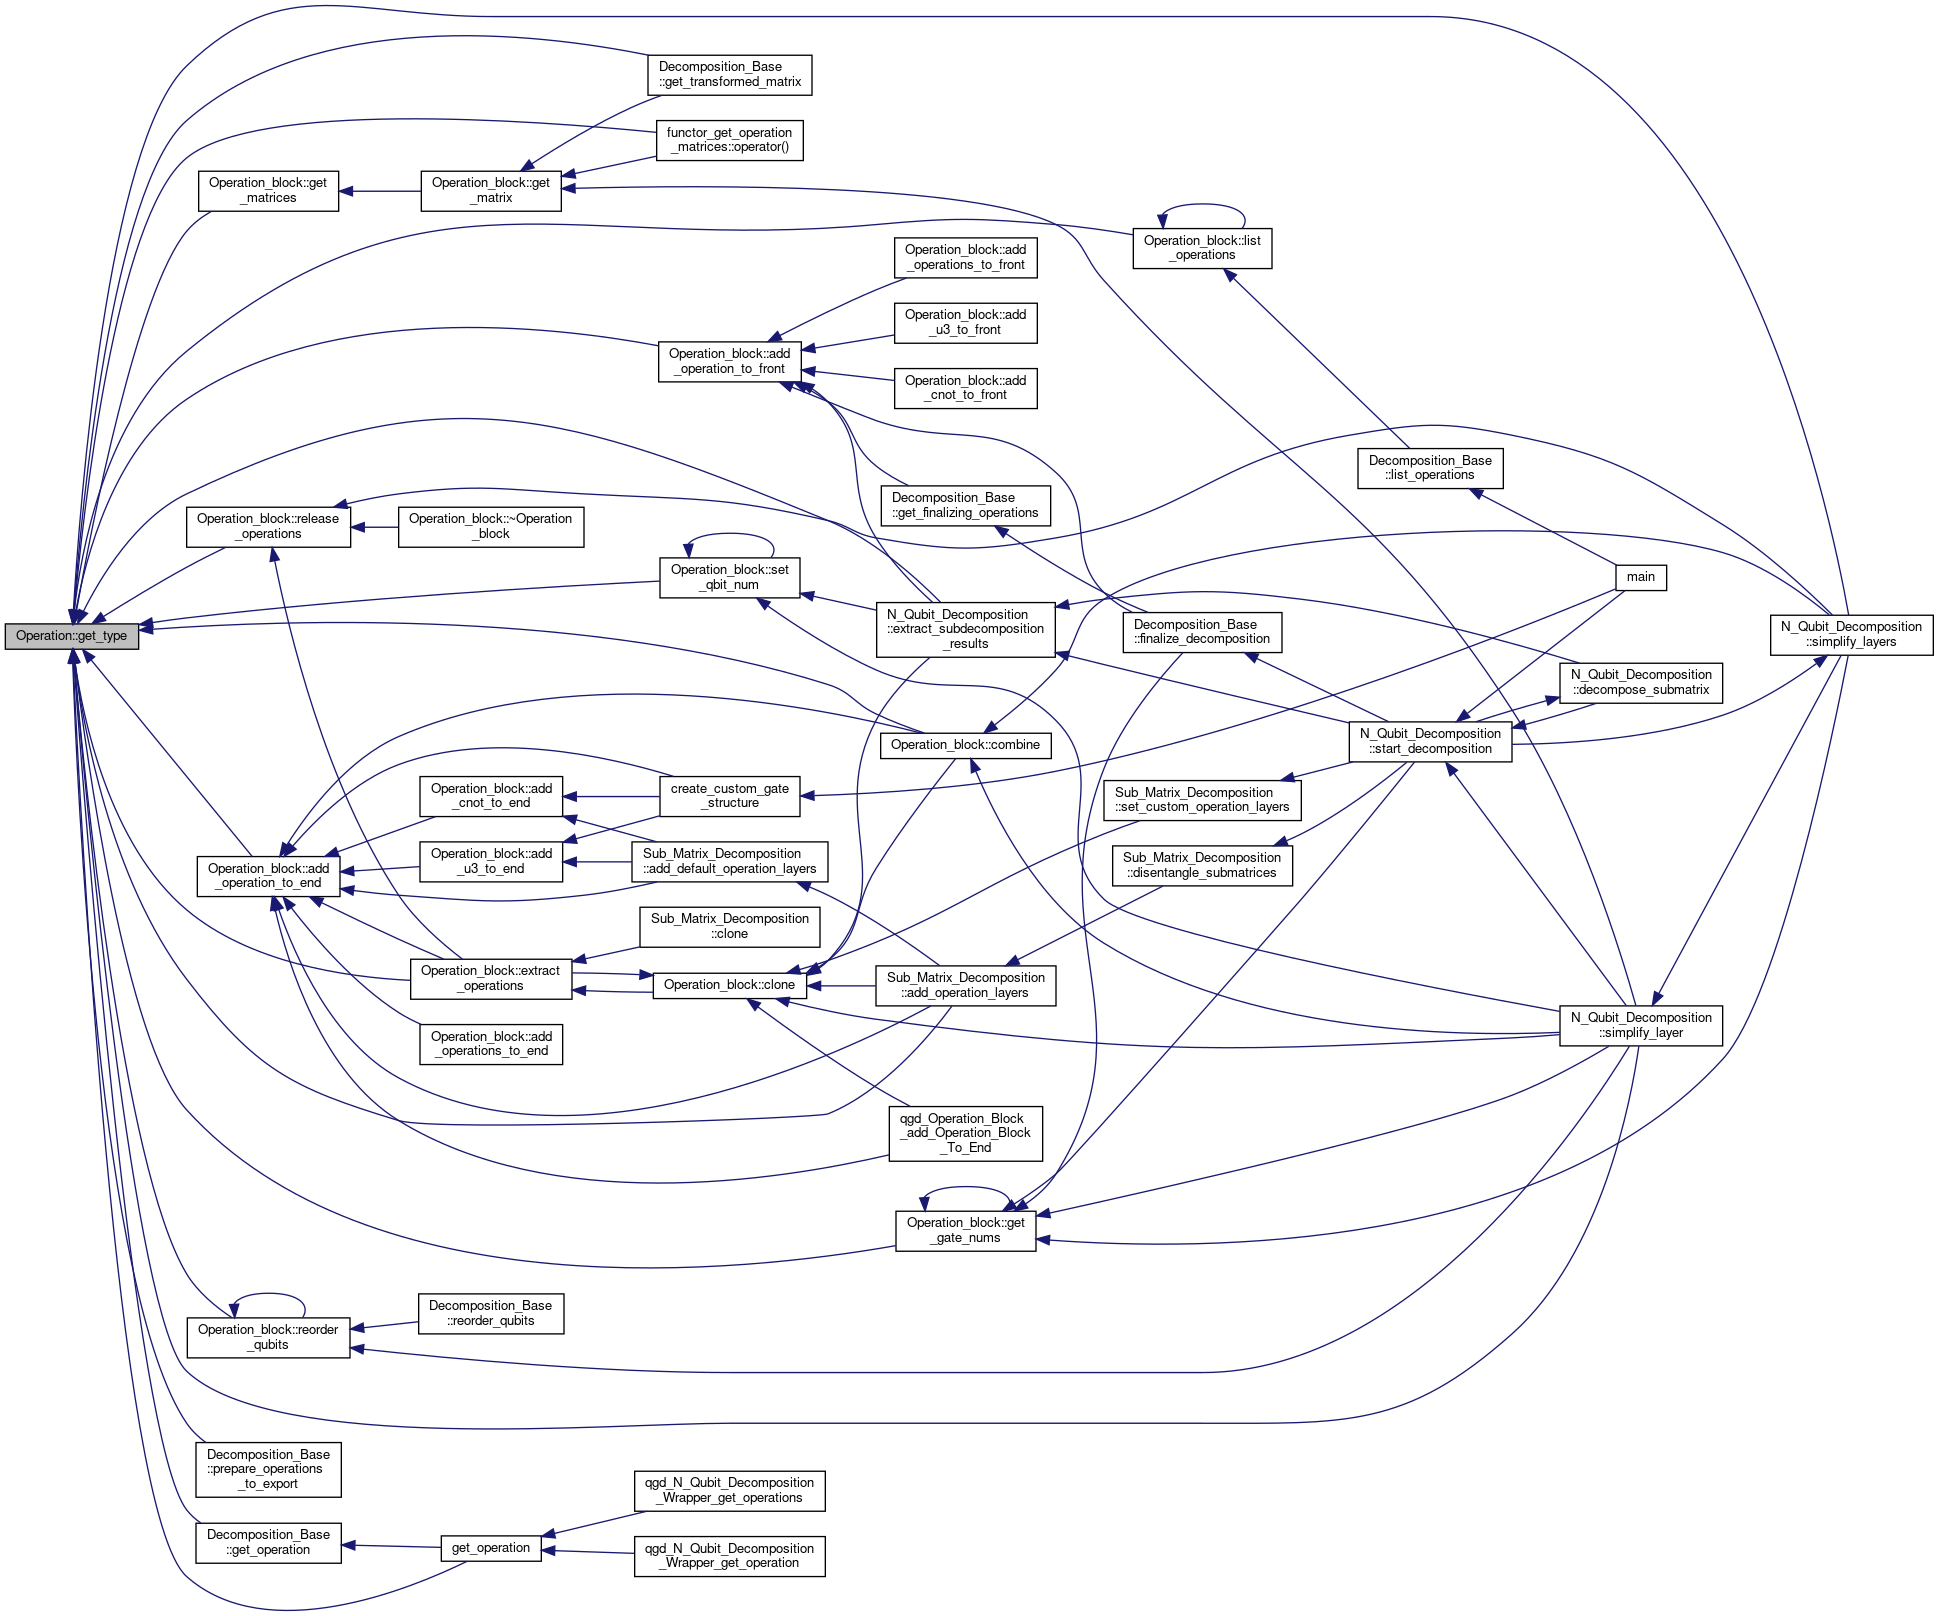 Decomposition_Base
::get_transformed_matrix
functor_get_operation
_matrices::operator()
Operation_block::get
_matrices
Operation_block::get
_matrix
Operation_block::list
_operations
Operation_block::add
_operations_to_front
Operation_block::add
_u3_to_front
Operation_block::add
_operation_to_front
Operation_block::add
_cnot_to_front
Decomposition_Base
::list_operations
Decomposition_Base
::get_finalizing_operations
Operation_block::release
_operations
Operation_block::~Operation
_block
Operation_block::set
_qbit_num
main
N_Qubit_Decomposition
::extract_subdecomposition
_results
Decomposition_Base
::finalize_decomposition
Operation::get_type
N_Qubit_Decomposition
::simplify_layers
N_Qubit_Decomposition
::decompose_submatrix
Operation_block::combine
N_Qubit_Decomposition
::start_decomposition
Operation_block::add
_cnot_to_end
create_custom_gate
_structure
Sub_Matrix_Decomposition
::set_custom_operation_layers
Operation_block::add
_operation_to_end
Operation_block::add
_u3_to_end
Sub_Matrix_Decomposition
::add_default_operation_layers
Sub_Matrix_Decomposition
::disentangle_submatrices
Sub_Matrix_Decomposition
::clone
Operation_block::extract
_operations
Operation_block::clone
Sub_Matrix_Decomposition
::add_operation_layers
N_Qubit_Decomposition
::simplify_layer
Operation_block::add
_operations_to_end
qgd_Operation_Block
_add_Operation_Block
_To_End
Operation_block::get
_gate_nums
Operation_block::reorder
_qubits
Decomposition_Base
::reorder_qubits
Decomposition_Base
::prepare_operations
_to_export
qgd_N_Qubit_Decomposition
_Wrapper_get_operations
Decomposition_Base
::get_operation
get_operation
qgd_N_Qubit_Decomposition
_Wrapper_get_operation